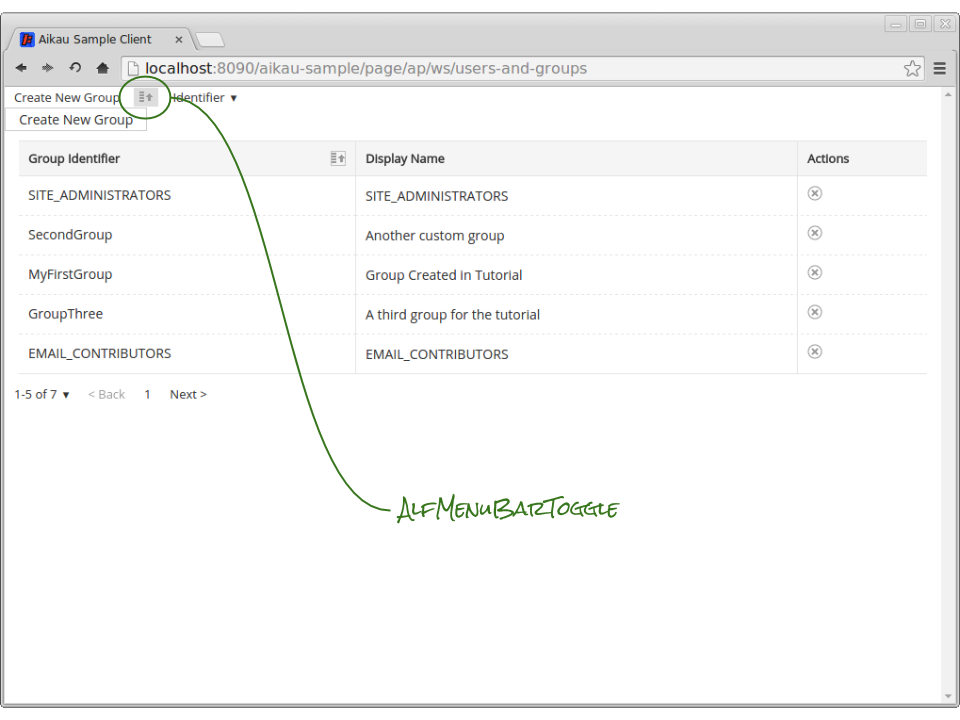 Aikau Sample Client
localhost:8090/aikau-sample/page/ap/ws/users-and-groups
Create New Group Identifier ▾
Create New Group
Group Identifier Display Name Actions
SITE_ADMINISTRATORS SITE_ADMINISTRATORS
SecondGroup Another custom group
MyFirstGroup Group Created in Tutorial
GroupThree A third group for the tutorial
EMAIL_CONTRIBUTORS EMAIL_CONTRIBUTORS
1-5 of 7 ▾ < Back 1 Next >
AlfMenuBarToggle